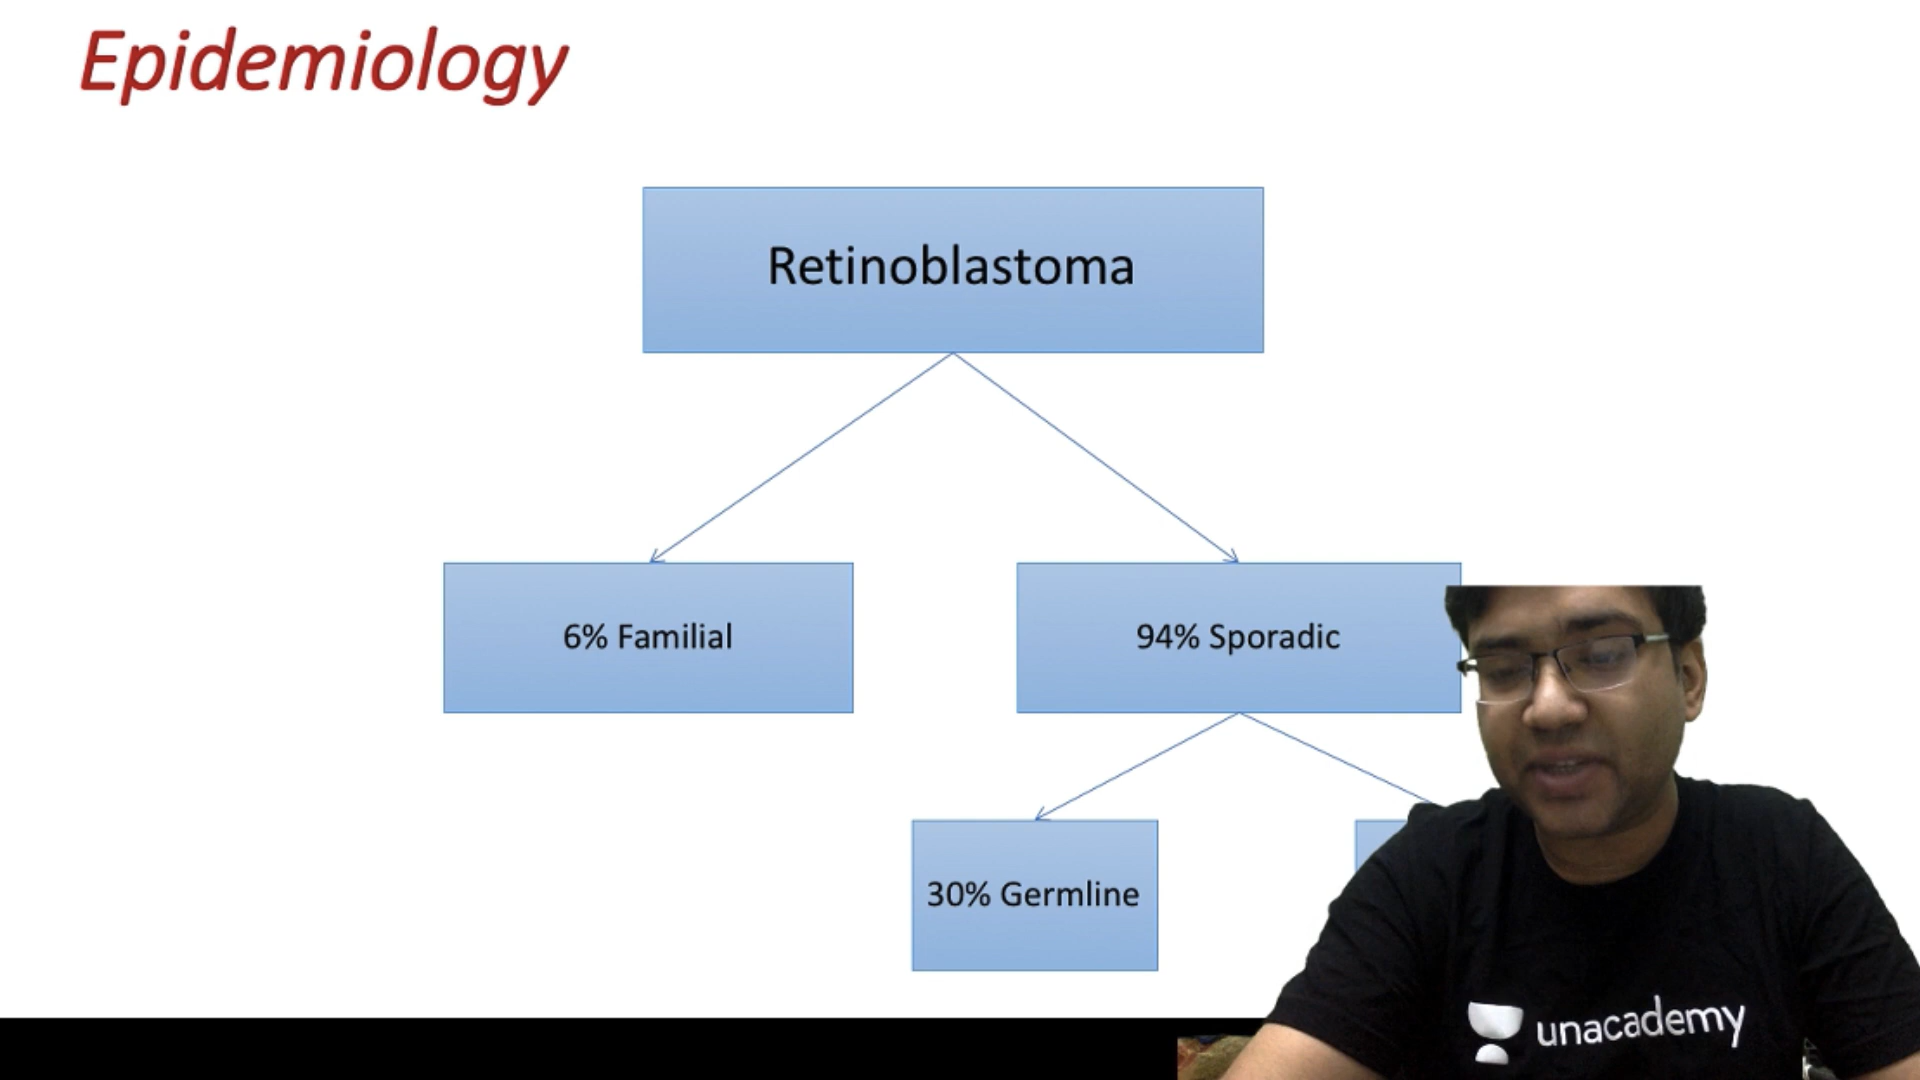 Epidemiology
Retinoblastoma
6% Familial
94% Sporadic
30% Germline
unacademy